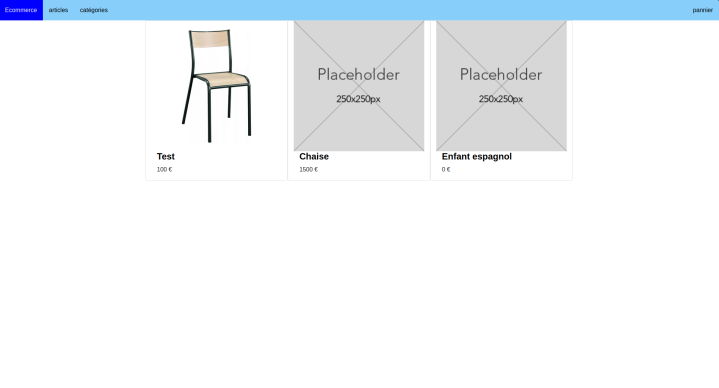 Ecommerce articles catégories pannier
Placeholder
250x250px
Placeholder
250x250px
Test
100 €
Chaise
1500 €
Enfant espagnol
0 €